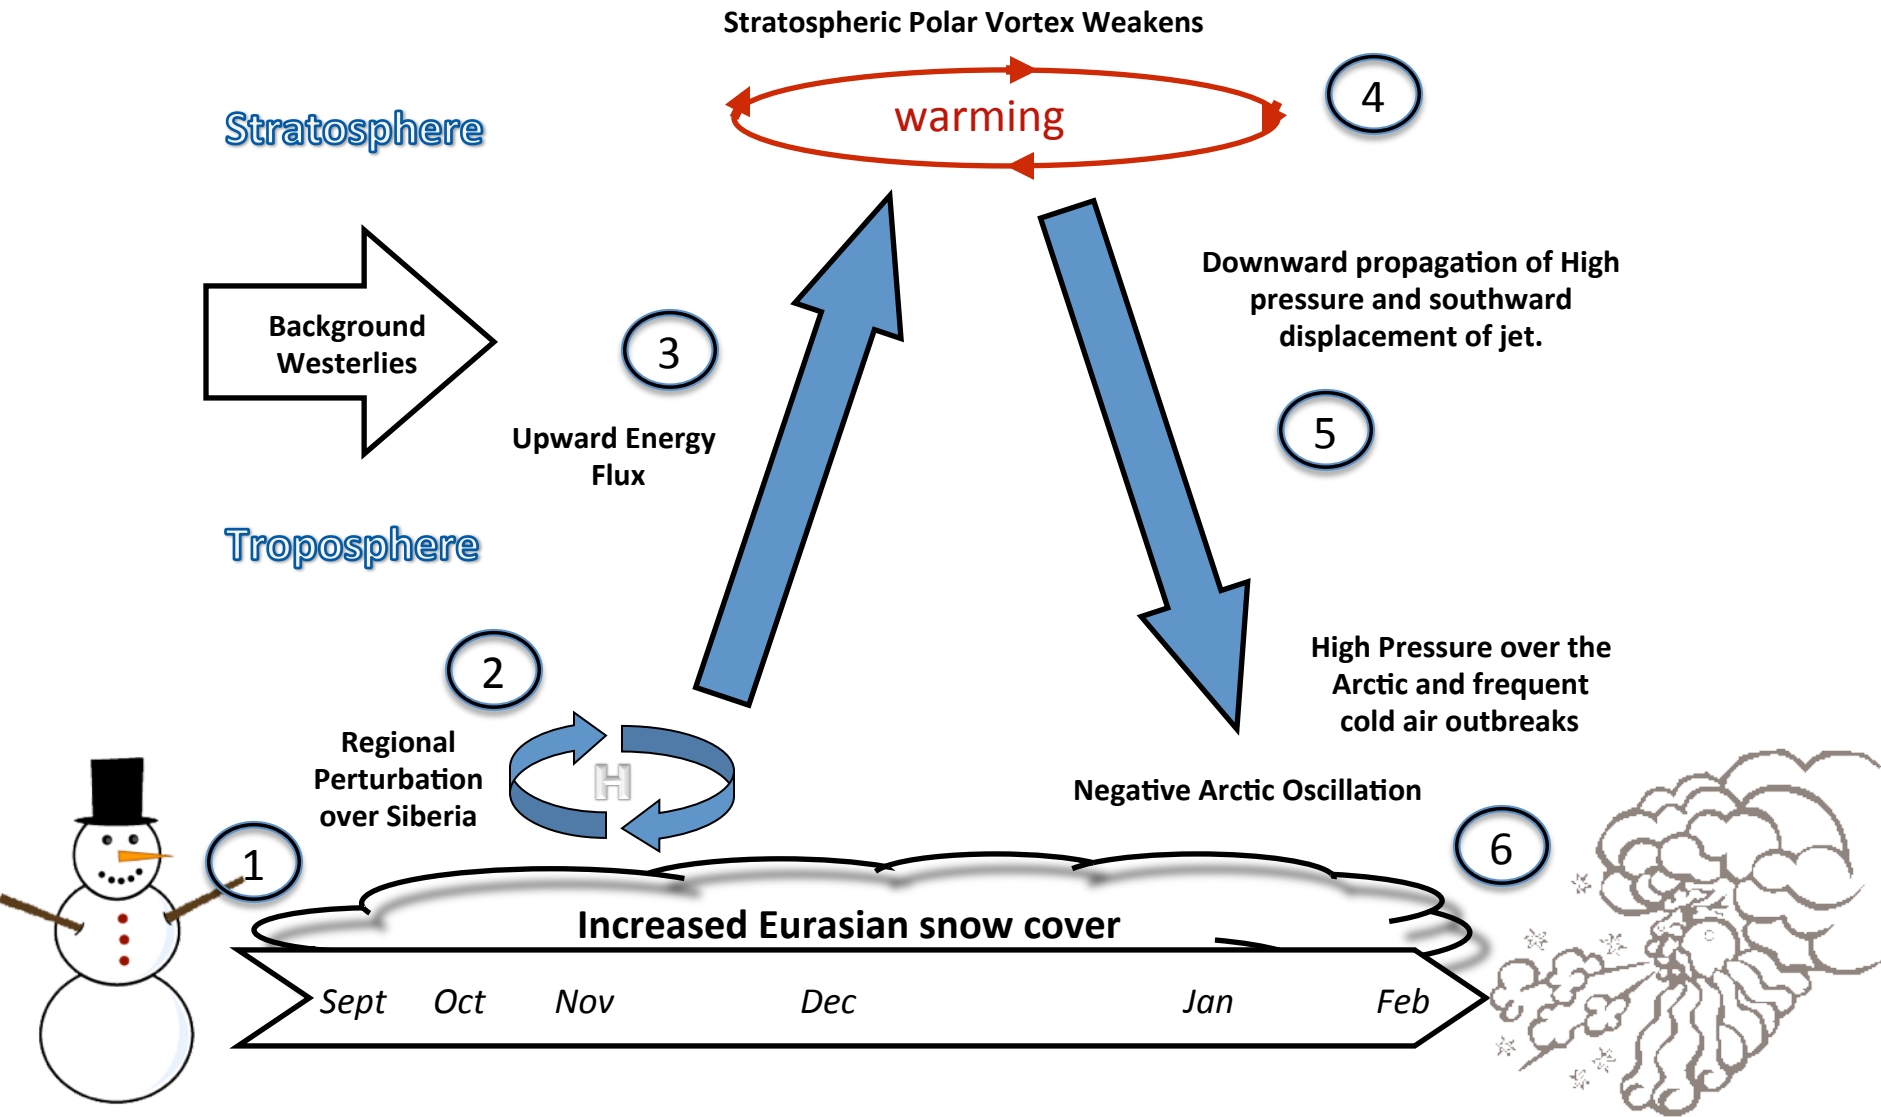 Stratospheric Polar Vortex Weakens
4
warming
Stratosphere
Downward propagation of High
pressure and southward
displacement of jet.
Background
Westerlies
3
5
Upward Energy
Flux
Troposphere
2
High Pressure over the
Arctic and frequent
cold air outbreaks
Regional
Perturbation
over Siberia
H
Negative Arctic Oscillation
1
6
Increased Eurasian snow cover
Sept Oct Nov Dec Jan Feb